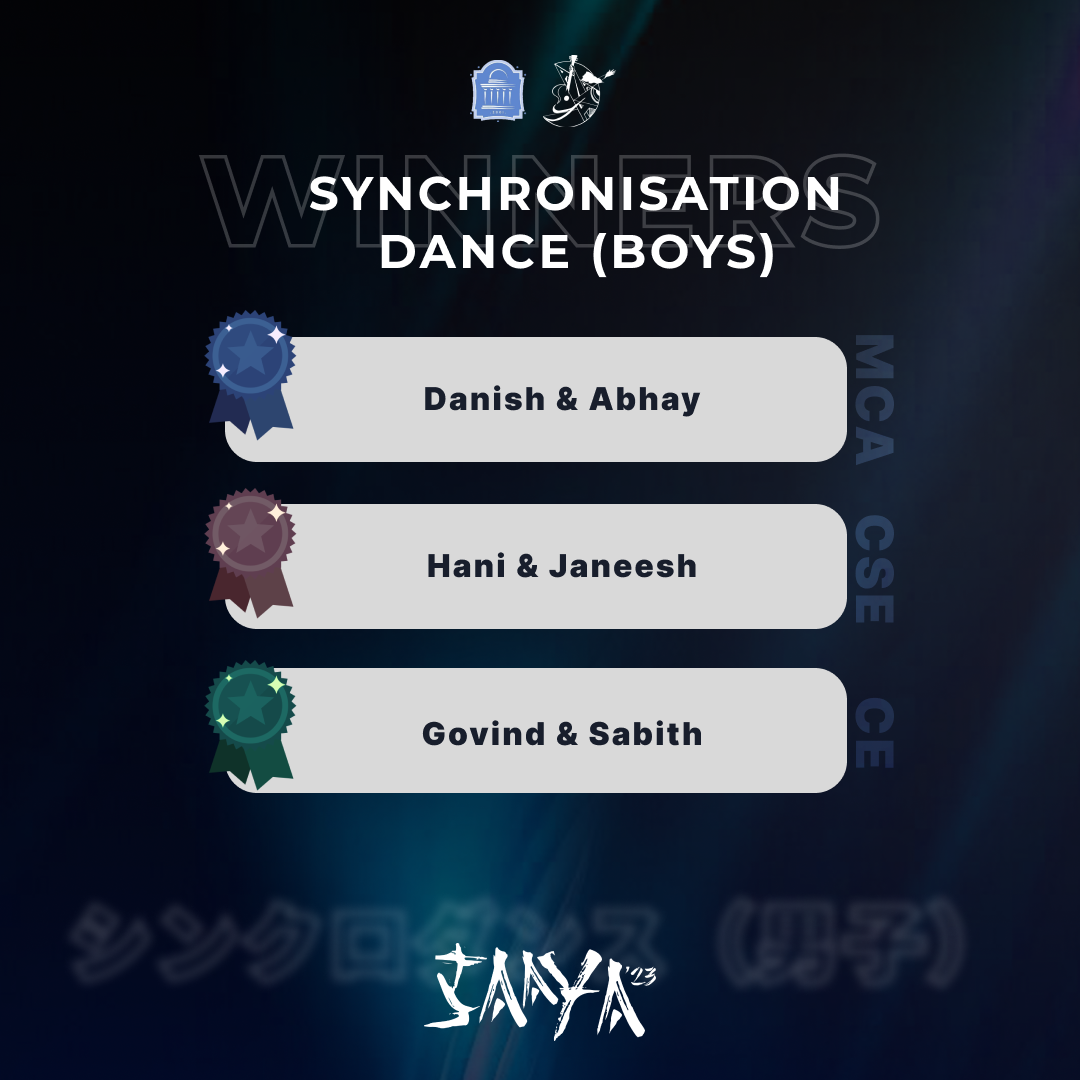 WINNERS
SYNCHRONISATION
DANCE (BOYS)
Danish & Abhay
MCA
Hani & Janeesh
CSE
Govind & Sabith
CE
シンクロダンス（男子）
SAAYA '23